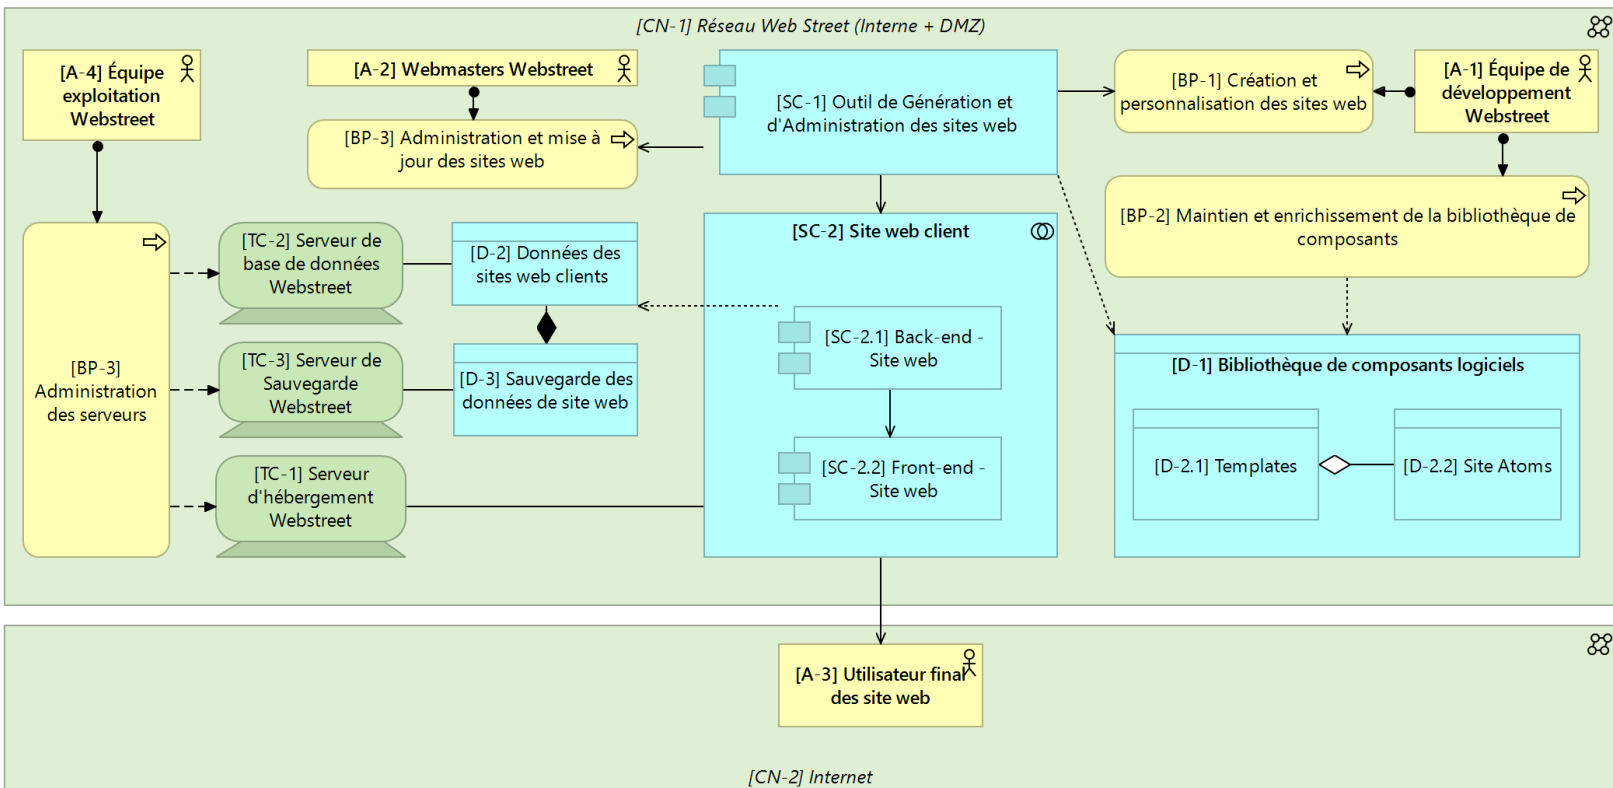 [CN-1] Réseau Web Street (Interne + DMZ)
[A-4] Équipe
exploitation
Webstreet
[A-2] Webmasters Webstreet
[SC-1] Outil de Génération et
d'Administration des sites web
[BP-1] Création et
personnalisation des sites web
[A-1] Équipe de
développement
Webstreet
[BP-3] Administration et mise à
jour des sites web
[BP-2] Maintien et enrichissement de la bibliothèque de
composants
[BP-3]
Administration
des serveurs
[TC-2] Serveur de
base de données
Webstreet
[D-2] Données des
sites web clients
[SC-2] Site web client
[SC-2.1] Back-end -
Site web
[TC-3] Serveur de
Sauvegarde
Webstreet
[D-3] Sauvegarde des
données de site web
[D-1] Bibliothèque de composants logiciels
[SC-2.2] Front-end -
Site web
[D-2.1] Templates
[D-2.2] Site Atoms
[TC-1] Serveur
d'hébergement
Webstreet
[A-3] Utilisateur final
des site web
[CN-2] Internet